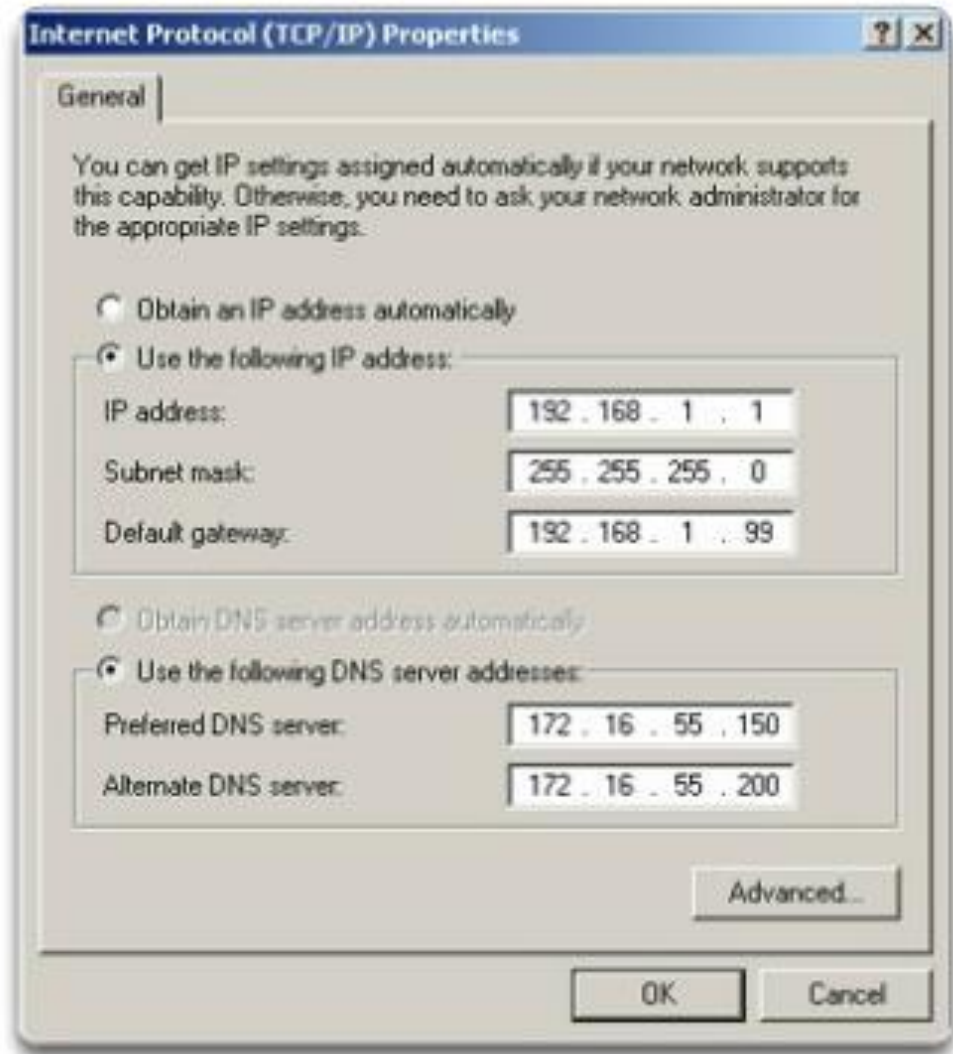 Internet Protocol (TCP/IP) Properties
General
You can get IP settings assigned automatically if your network supports
this capability. Otherwise, you need to ask your network administrator for
the appropriate IP settings.
Obtain an IP address automatically
Use the following IP address:
IP address: 192 . 168 . 1 . 1
Subnet mask: 255 . 255 . 255 . 0
Default gateway: 192 . 168 . 1 . 99
Obtain DNS server address automatically
Use the following DNS server addresses:
Preferred DNS server: 172 . 16 . 55 . 150
Alternate DNS server: 172 . 16 . 55 . 200
Advanced...
OK Cancel